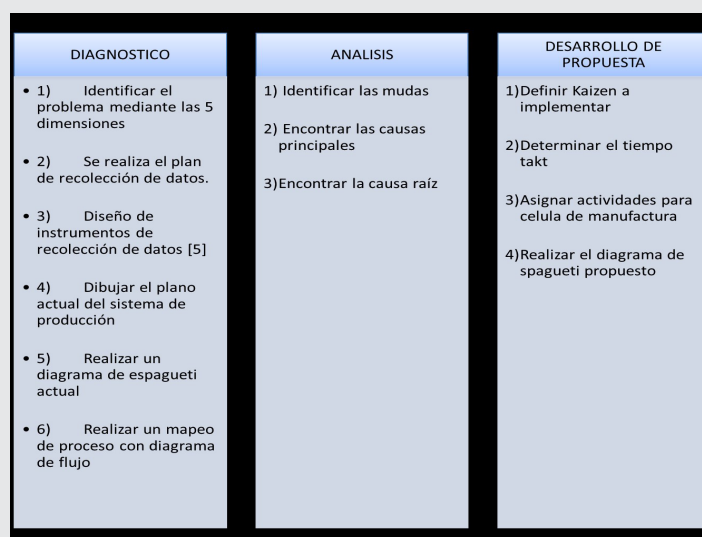 DIAGNOSTICO
• 1) Identificar el
problema mediante las 5
dimensiones
• 2) Se realiza el plan
de recolección de datos.
• 3) Diseño de
instrumentos de
recolección de datos [5]
• 4) Dibujar el plano
actual del sistema de
producción
• 5) Realizar un
diagrama de espagueti
actual
• 6) Realizar un mapeo
de proceso con diagrama
de flujo
ANALISIS
1) Identificar las mudas
2) Encontrar las causas
principales
3)Encontrar la causa raíz
DESARROLLO DE
PROPUESTA
1)Definir Kaizen a
implementar
2)Determinar el tiempo
takt
3)Asignar actividades para
celula de manufactura
4)Realizar el diagrama de
spagueti propuesto